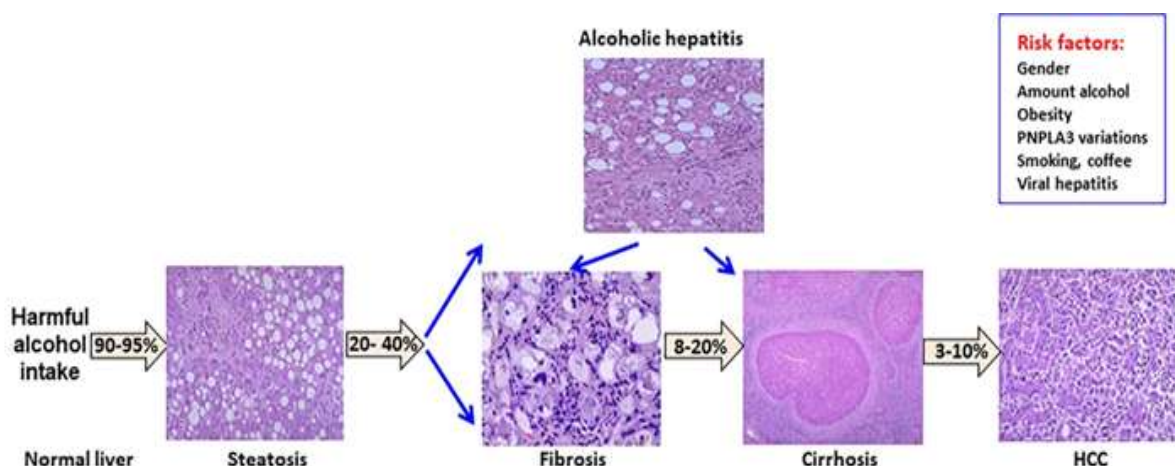 Alcoholic hepatitis
Risk factors:
Gender
Amount alcohol
Obesity
PNPLA3 variations
Smoking, coffee
Viral hepatitis
Harmful
alcohol
intake
90-95%
20- 40%
8-20%
3-10%
Normal liver
Steatosis
Fibrosis
Cirrhosis
HCC